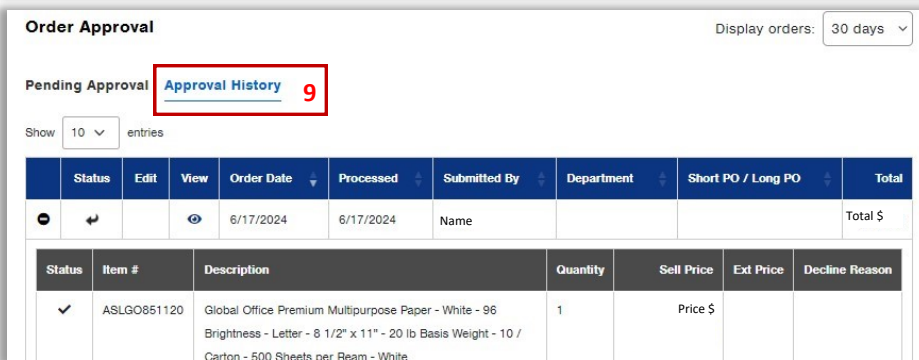 Order Approval
Display orders: 30 days
Pending Approval Approval History 9
Show 10 entries
Status Edit View Order Date Processed Submitted By Department Short PO / Long PO Total
6/17/2024 6/17/2024 Name Total $
Status Item # Description Quantity Sell Price Ext Price Decline Reason
ASLGO851120 Global Office Premium Multipurpose Paper - White - 96 1 Price $
Brightness - Letter - 8 1/2" x 11" - 20 lb Basis Weight - 10 /
Carton - 500 Sheets per Ream - White